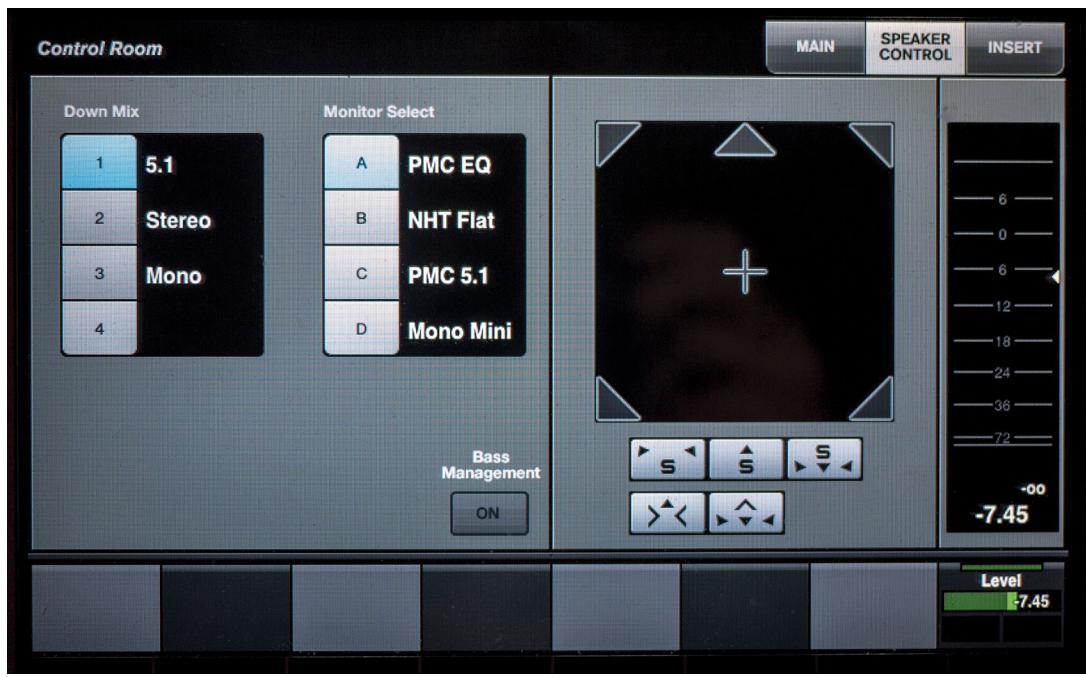 Control Room
MAIN
SPEAKER CONTROL
INSERT
Down Mix
1 5.1
2 Stereo
3 Mono
4
Monitor Select
A PMC EQ
B NHT Flat
C PMC 5.1
D Mono Mini
Bass
Management
ON
S
S
S
6
0
6
12
18
24
36
72
-oo
-7.45
Level
-7.45